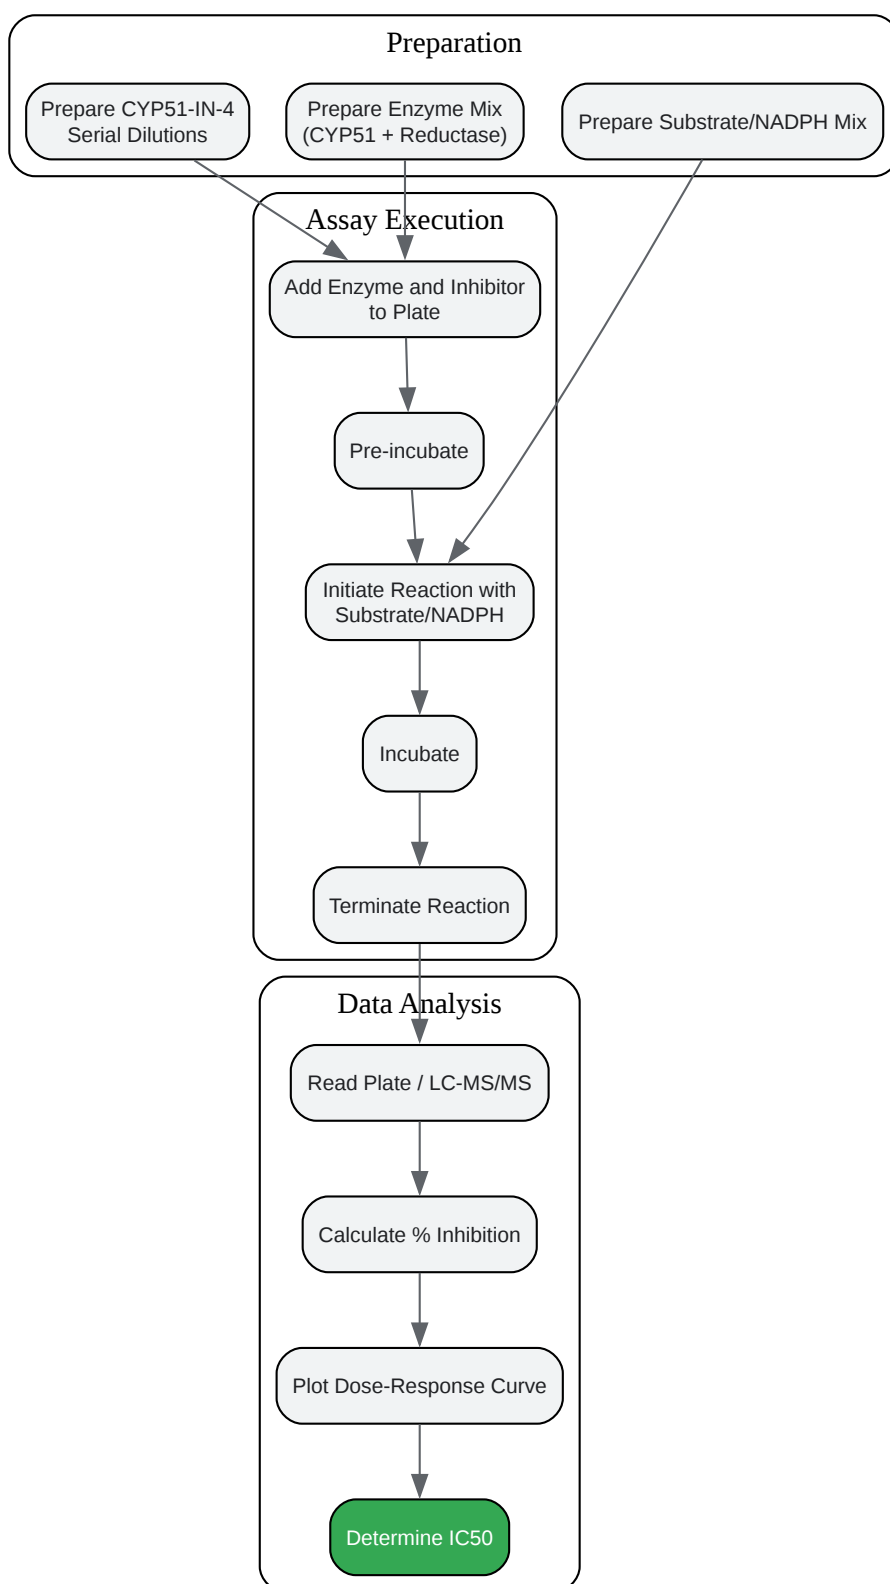 Preparation
Prepare CYP51-IN-4
Serial Dilutions
Prepare Enzyme Mix
(CYP51 + Reductase)
Prepare Substrate/NADPH Mix
Assay Execution
Add Enzyme and Inhibitor
to Plate
Pre-incubate
Initiate Reaction with
Substrate/NADPH
Incubate
Terminate Reaction
Data Analysis
Read Plate / LC-MS/MS
Calculate % Inhibition
Plot Dose-Response Curve
Determine IC50